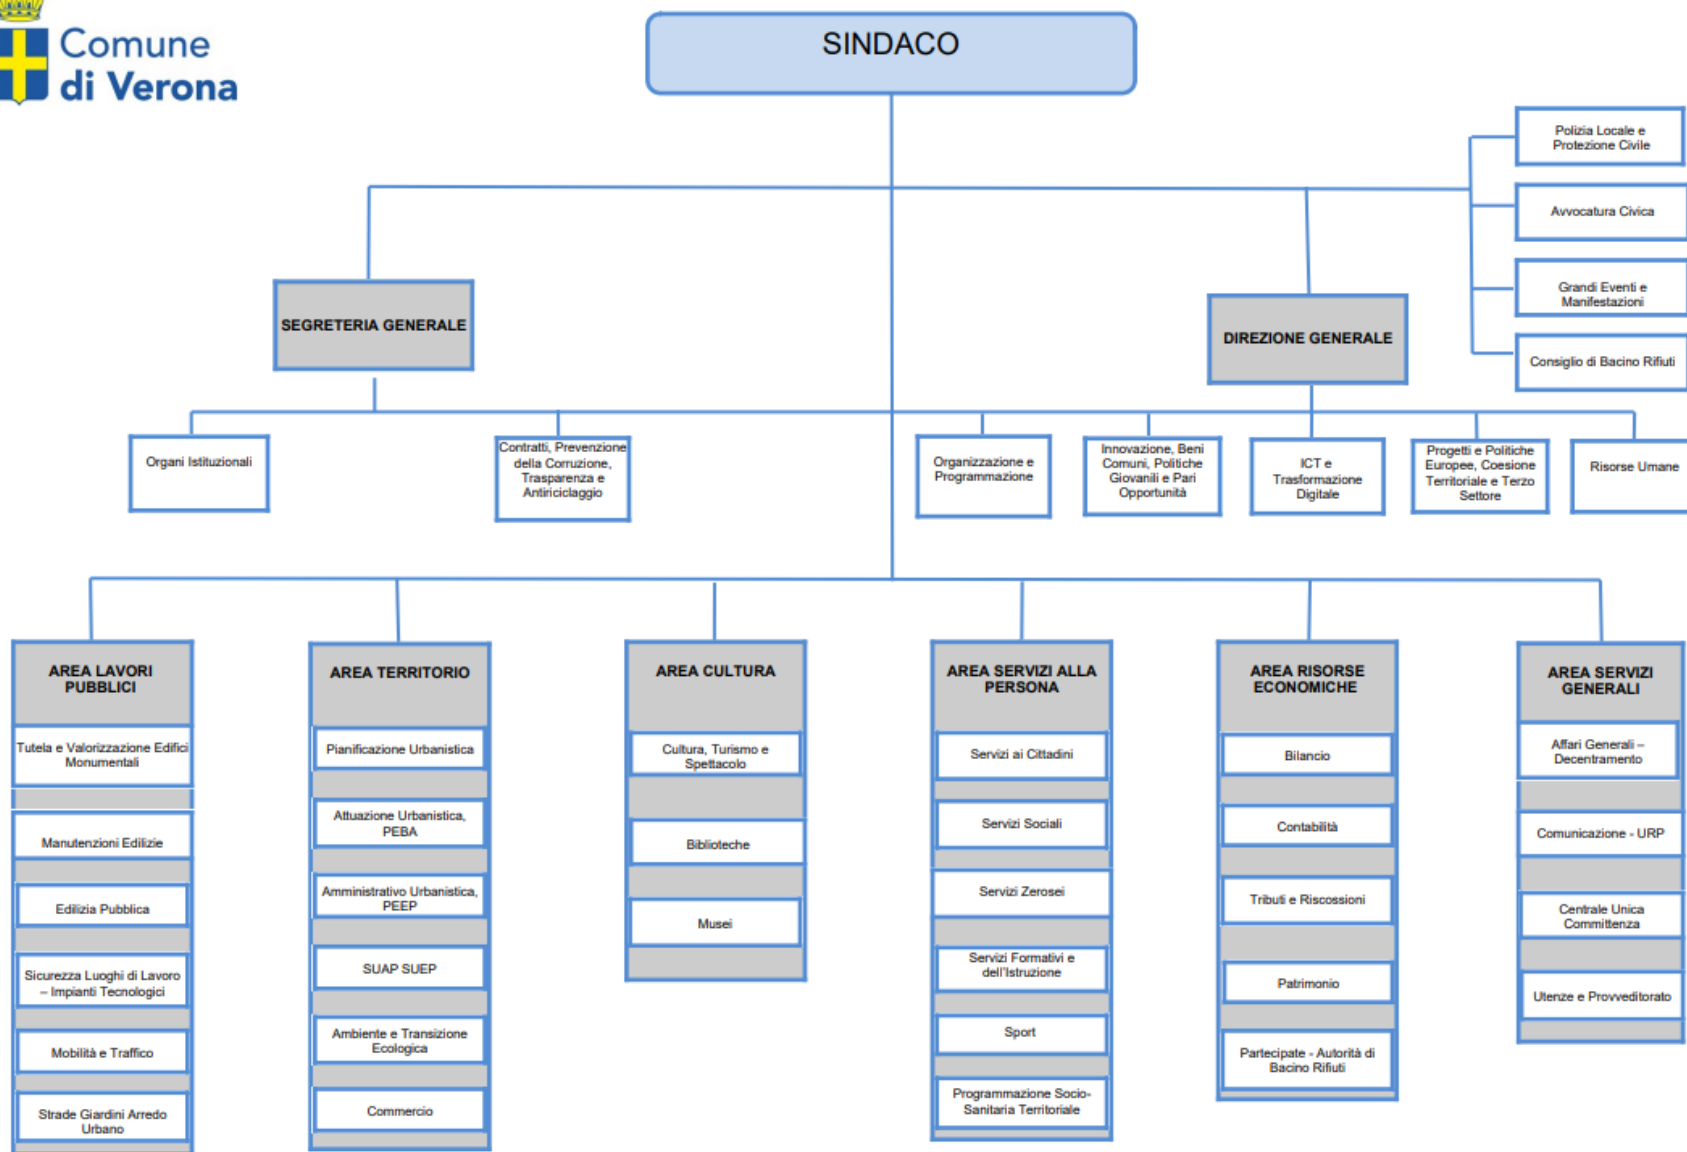 Comune
di Verona
SINDACO
Polizia Locale e
Protezione Civile
Avvocatura Civica
Grandi Eventi e
Manifestazioni
Consiglio di Bacino Rifiuti
SEGRETERIA GENERALE
DIREZIONE GENERALE
Organi Istituzionali
Contratti, Prevenzione
della Corruzione,
Trasparenza e
Antiriciclaggio
Organizzazione e
Programmazione
Innovazione, Beni
Comuni, Politiche
Giovanili e Pari
Opportunità
ICT e
Trasformazione
Digitale
Progetti e Politiche
Europee, Coesione
Territoriale e Terzo
Settore
Risorse Umane
AREA LAVORI
PUBBLICI
Tutela e Valorizzazione Edifici
Monumentali
Manutenzioni Edilizie
Edilizia Pubblica
Sicurezza Luoghi di Lavoro
– Impianti Tecnologici
Mobilità e Traffico
Strade Giardini Arredo
Urbano
AREA TERRITORIO
Pianificazione Urbanistica
Attuazione Urbanistica,
PEBA
Amministrativo Urbanistica,
PEEP
SUAP SUEP
Ambiente e Transizione
Ecologica
Commercio
AREA CULTURA
Cultura, Turismo e
Spettacolo
Biblioteche
Musei
AREA SERVIZI ALLA
PERSONA
Servizi ai Cittadini
Servizi Sociali
Servizi Zerosei
Servizi Formativi e
dell'Istruzione
Sport
Programmazione Socio-
Sanitaria Territoriale
AREA RISORSE
ECONOMICHE
Bilancio
Contabilità
Tributi e Riscossioni
Patrimonio
Partecipate - Autorità di
Bacino Rifiuti
AREA SERVIZI
GENERALI
Affari Generali –
Decentramento
Comunicazione - URP
Centrale Unica
Committenza
Utenze e Provveditorato